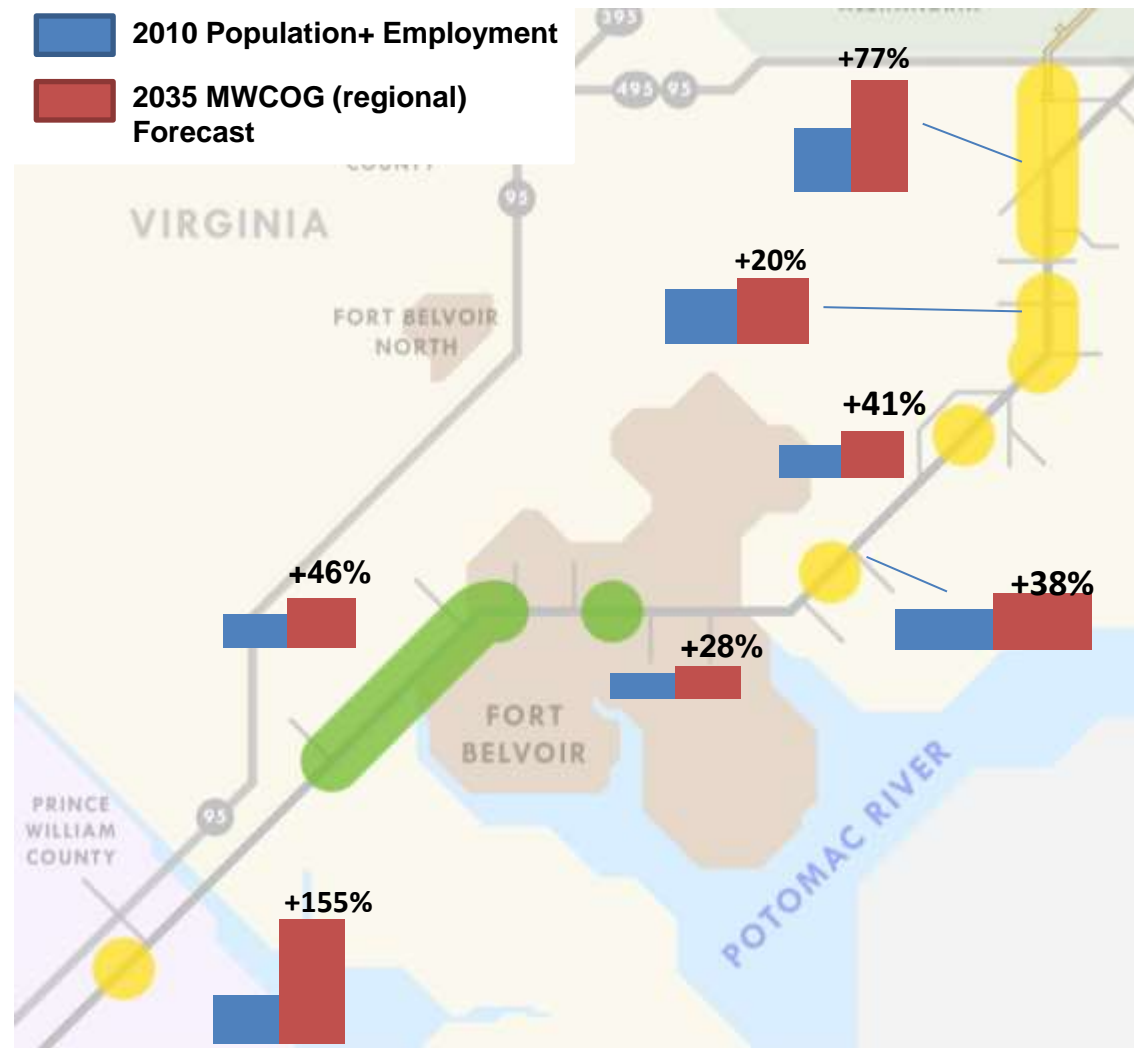 2010 Population+ Employment
2035 MWCOG (regional)
Forecast
395
495
95
+77%
COUNTY
95
VIRGINIA
+20%
FORT BELVOIR
NORTH
+41%
+46%
+38%
+28%
FORT
BELVOIR
POTOMAC RIVER
PRINCE
WILLIAM
COUNTY
95
+155%